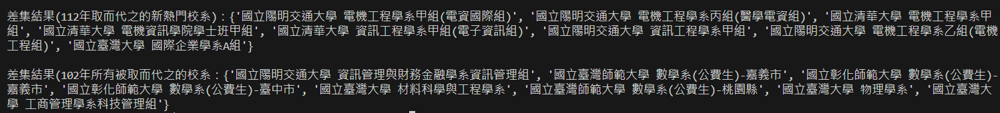 差集結果(112年取而代之的新熱門校系)：{'國立陽明交通大學 電機工程學系甲組(電資國際組)', '國立陽明交通大學 電機工程學系丙組(醫學電資組)', '國立清華大學 電機工程學系甲
組', '國立清華大學 電機資訊學院學士班甲組', '國立清華大學 資訊工程學系甲組(電子資訊組)', '國立陽明交通大學 資訊工程學系甲組', '國立陽明交通大學 電機工程學系乙組(電機
工程組)', '國立臺灣大學 國際企業學系A組'}
差集結果(102年所有被取而代之的校系：{'國立陽明交通大學 資訊管理與財務金融學系資訊管理組', '國立臺灣師範大學 數學系(公費生)-嘉義市', '國立彰化師範大學 數學系(公費生)-
嘉義市', '國立彰化師範大學 數學系(公費生)-臺中市', '國立臺灣大學 材料科學與工程學系', '國立臺灣師範大學 數學系(公費生)-桃園縣', '國立臺灣大學 物理學系', '國立臺灣大
學 工商管理學系科技管理組'}